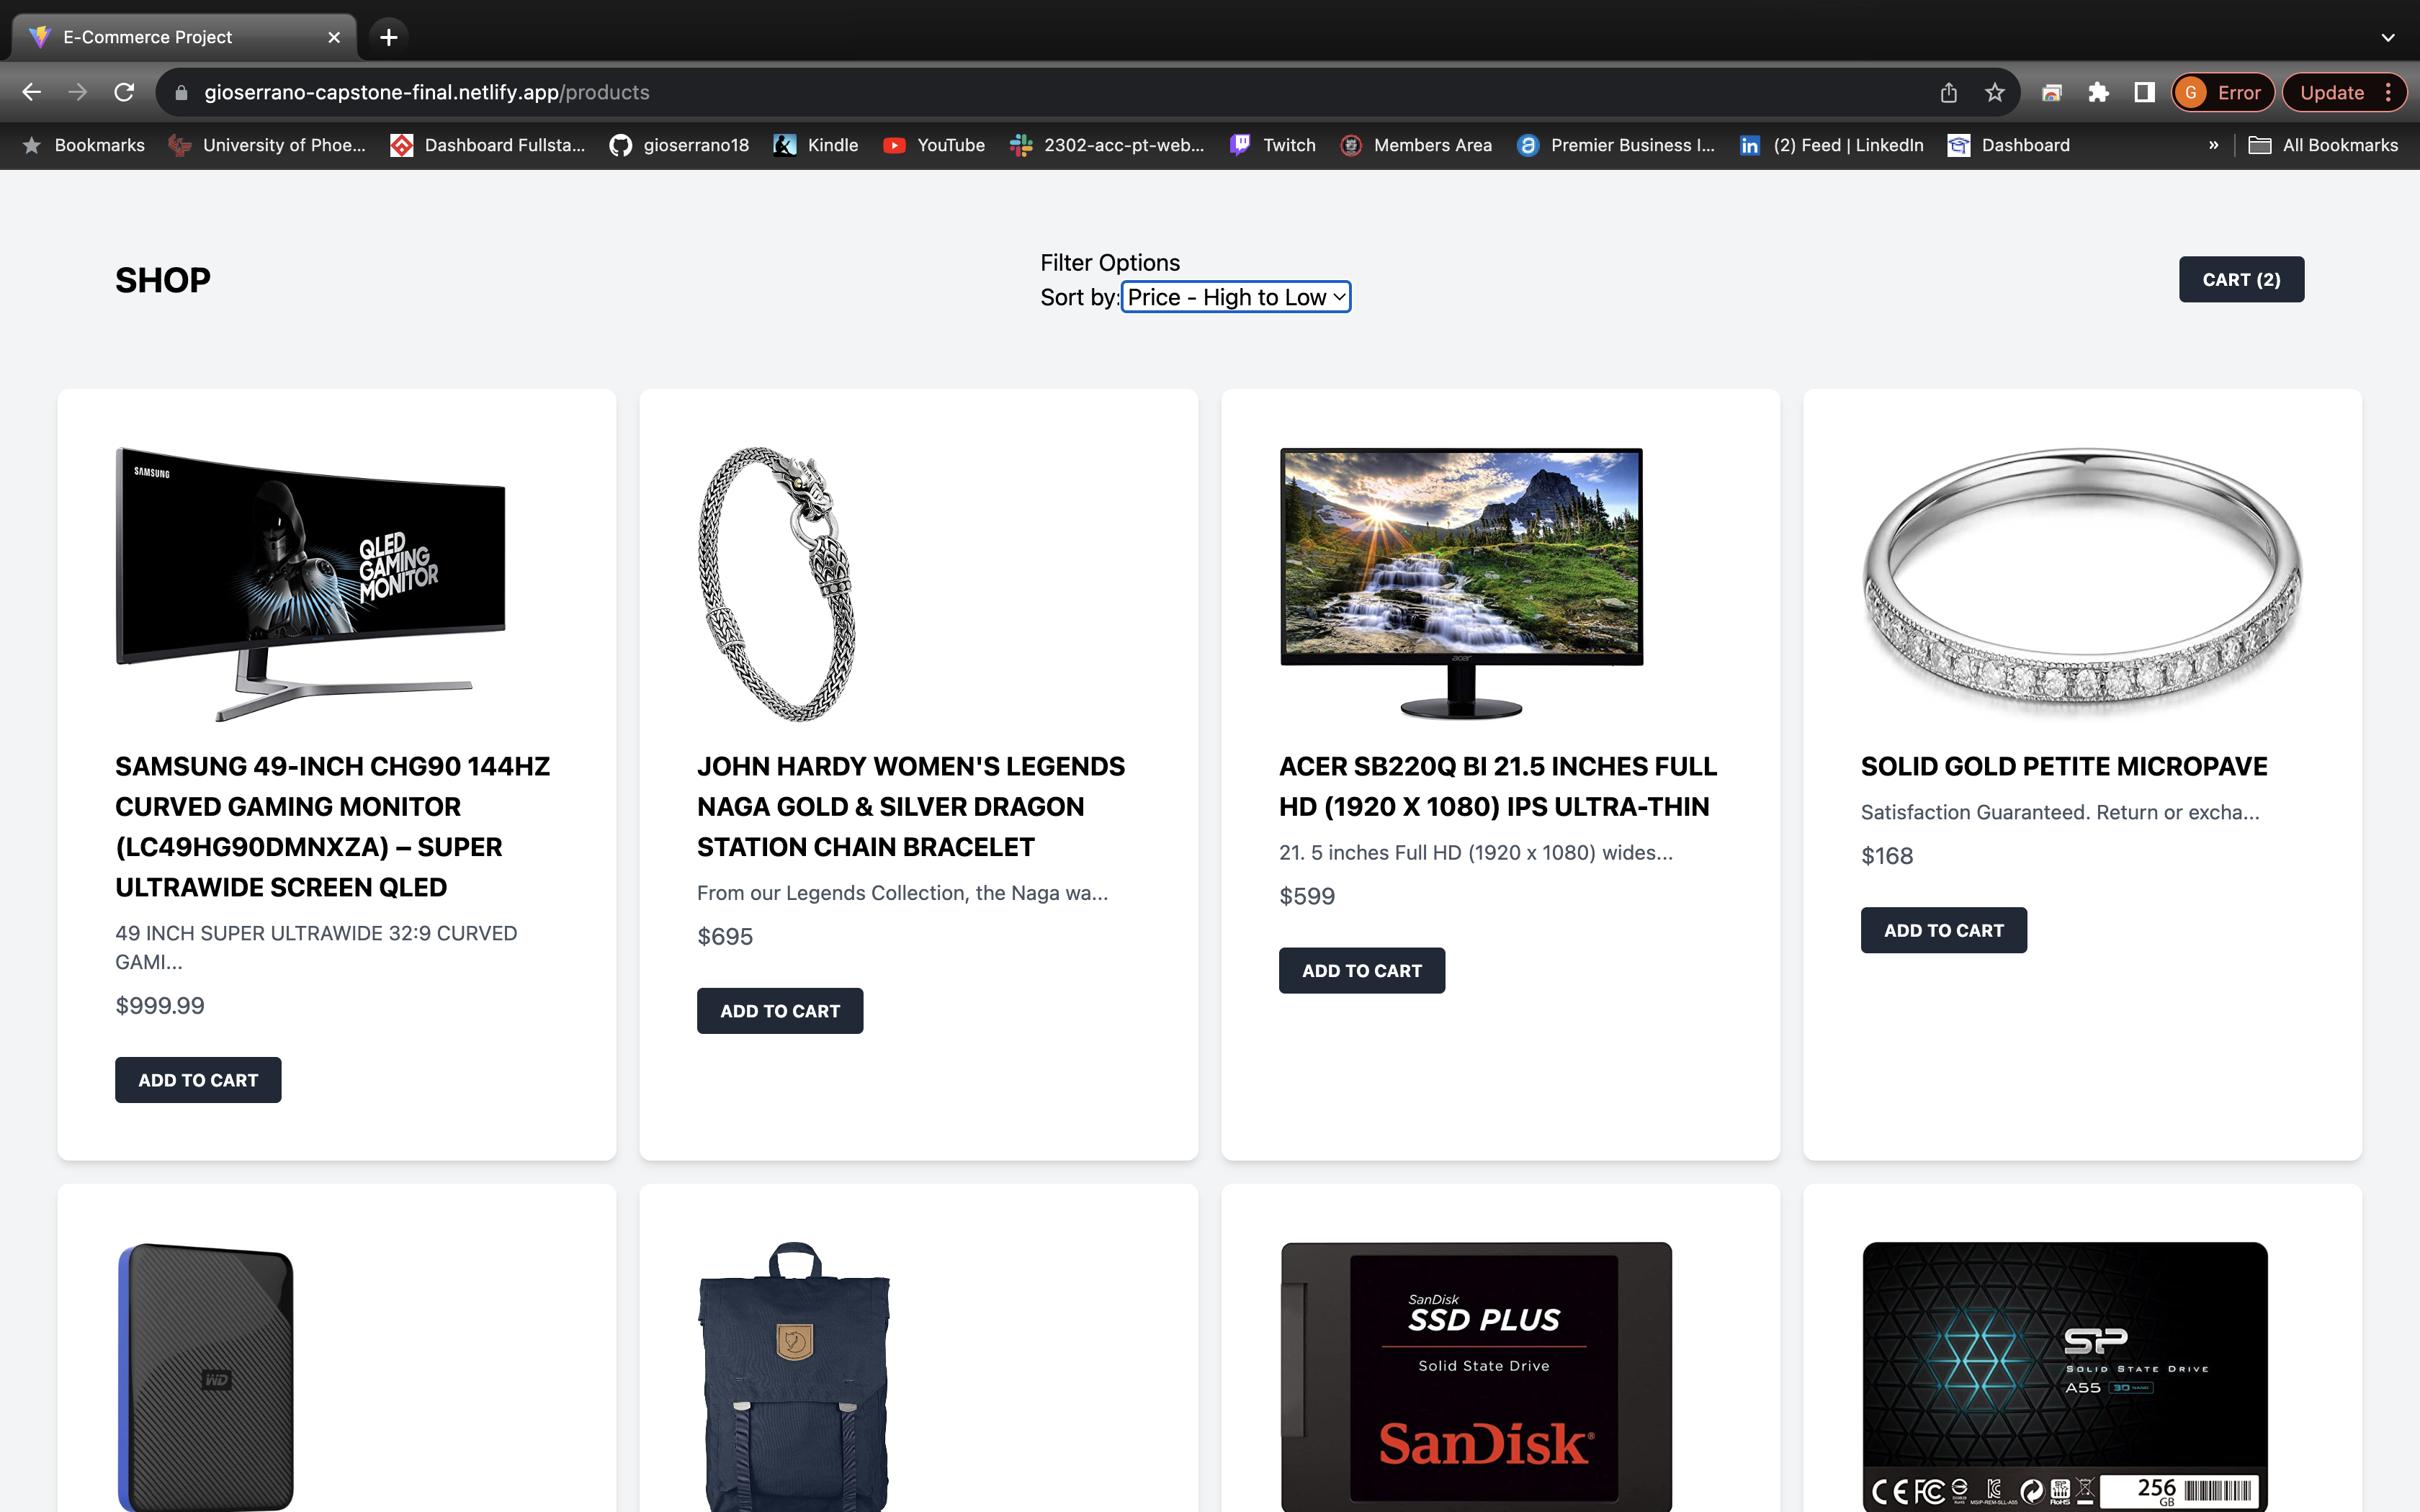 E-Commerce Project
gioserrano-capstone-final.netlify.app/products
G Error Update
Bookmarks University of Phoe... Dashboard Fullsta... gioserrano18 Kindle YouTube 2302-acc-pt-web... Twitch Members Area Premier Business I... (2) Feed | LinkedIn Dashboard » All Bookmarks
SHOP
Filter Options
Sort by: Price - High to Low
CART (2)
SAMSUNG
QLED
GAMING
MONITOR
acer
SAMSUNG 49-INCH CHG90 144HZ
CURVED GAMING MONITOR
(LC49HG90DMNXZA) – SUPER
ULTRAWIDE SCREEN QLED
49 INCH SUPER ULTRAWIDE 32:9 CURVED
GAMI...
$999.99
ADD TO CART
JOHN HARDY WOMEN'S LEGENDS
NAGA GOLD & SILVER DRAGON
STATION CHAIN BRACELET
From our Legends Collection, the Naga wa...
$695
ADD TO CART
ACER SB220Q BI 21.5 INCHES FULL
HD (1920 X 1080) IPS ULTRA-THIN
21. 5 inches Full HD (1920 x 1080) wides...
$599
ADD TO CART
SOLID GOLD PETITE MICROPAVE
Satisfaction Guaranteed. Return or excha...
$168
ADD TO CART
WD
SanDisk
SSD PLUS
Solid State Drive
SanDisk®
SP
SOLID STATE DRIVE
A55 3D NAND
CE FC
RoHS
256
GB